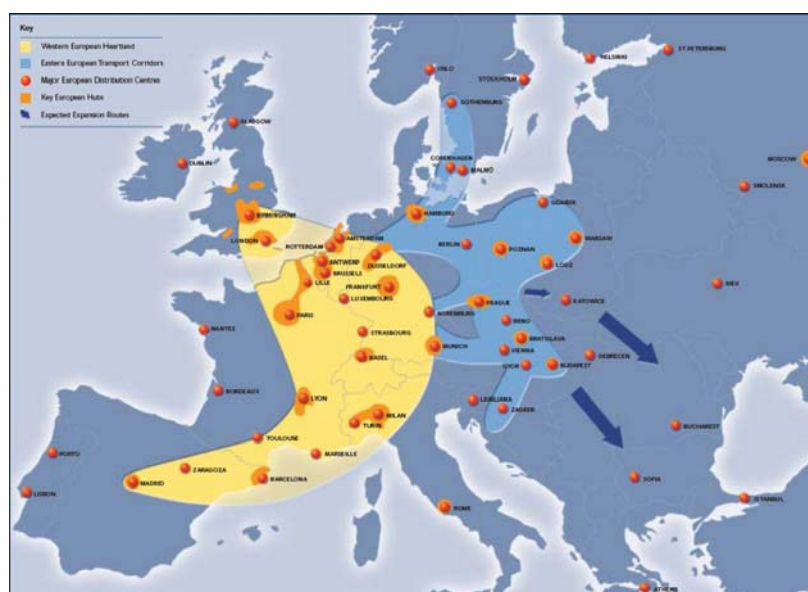 Key
Western European Heartland
Eastern European Transport Corridors
Major European Distribution Centres
Key European Hubs
Expected Expansion Routes
OSLO
STOCKHOLM
HELSINKI
ST PETERSBURG
GOTHENBURG
GLASGOW
DUBLIN
COPENHAGEN
MALMÖ
MOSCOW
SMOLENSK
BIRMINGHAM
HAMBURG
GDANSK
LONDON
ROTTERDAM
AMSTERDAM
BERLIN
POZNAN
WARSAW
ANTWERP
BRUSSELS
DUSSELDORF
LODZ
LILLE
FRANKFURT
LUXEMBOURG
KIEV
PARIS
PRAGUE
KATOWICE
NUREMBURG
BRNO
NANTES
STRASBOURG
BRATISLAVA
MUNICH
VIENNA
BASEL
GYOR
BUDAPEST
DEBRECEN
BORDEAUX
LYON
MILAN
TURIN
LJUBLJANA
ZAGREB
BUCHAREST
TOULOUSE
MARSEILLE
PORTO
ZARAGOZA
MADRID
BARCELONA
LISBON
SOFIA
ROME
ISTANBUL
ATHENS